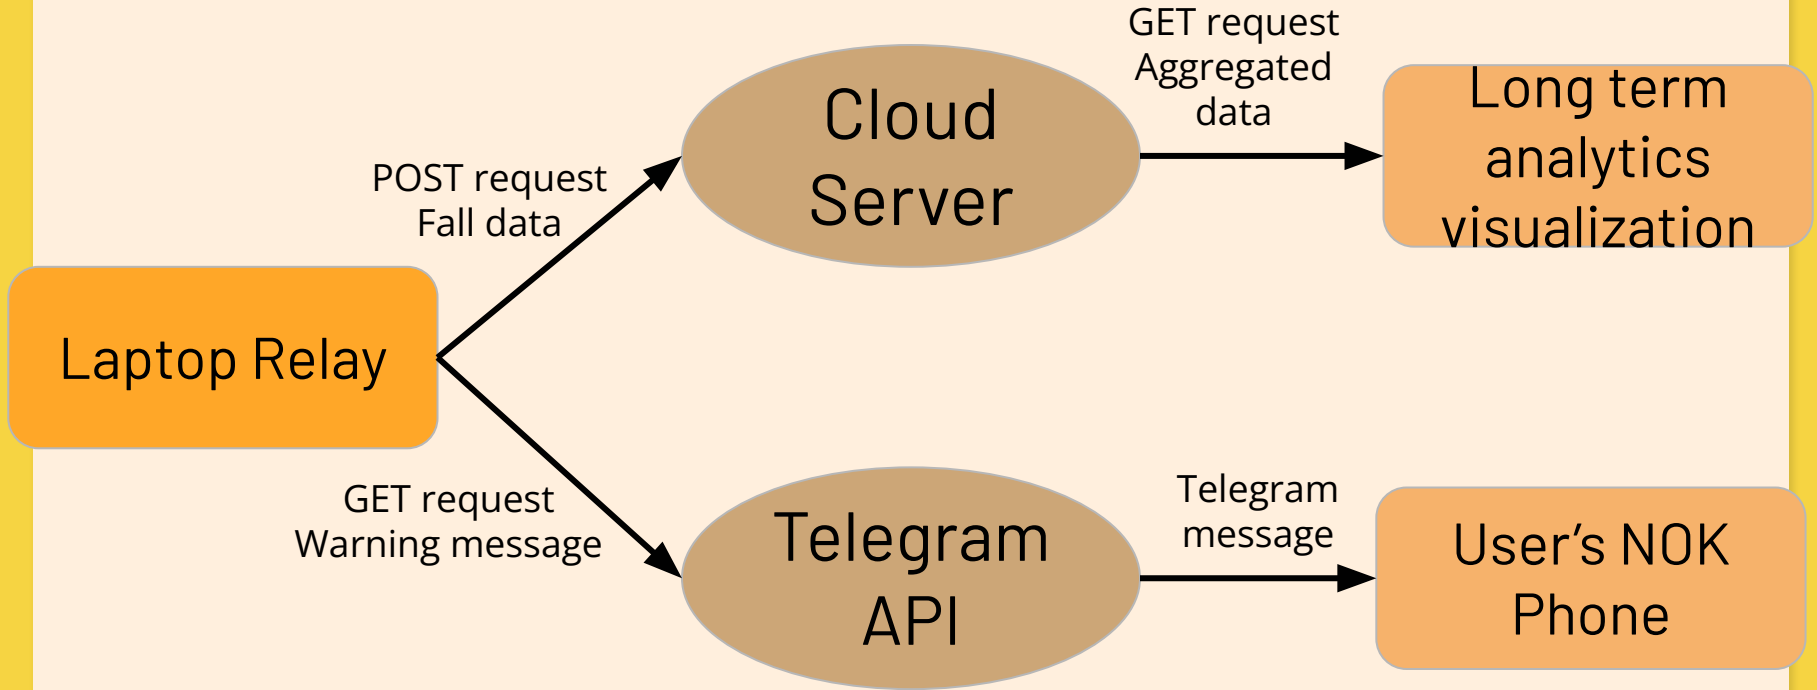 GET request
Aggregated
data
Cloud
Server
Long term
analytics
visualization
POST request
Fall data
Laptop Relay
GET request
Warning message
Telegram
API
Telegram
message
User’s NOK
Phone